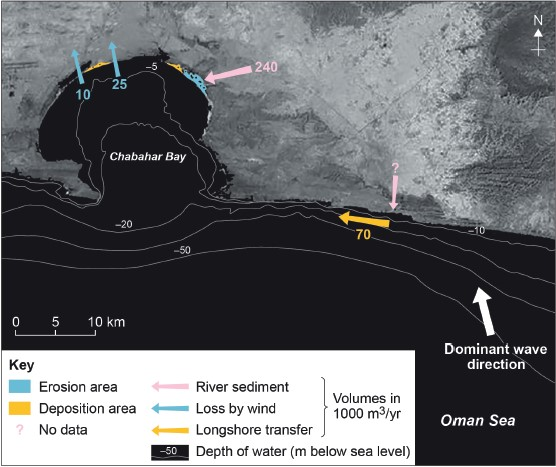 N
–5
240
10
25
Chabahar Bay
?
–20
70
–10
–50
0 5 10 km
Dominant wave
direction
Key
Erosion area
River sediment
Deposition area
Loss by wind
Volumes in
1000 m³/yr
? No data
Longshore transfer
–50 Depth of water (m below sea level)
Oman Sea